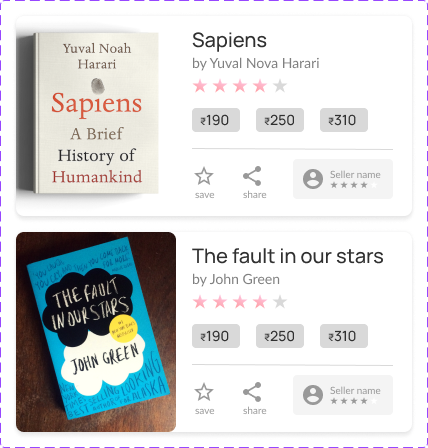 Yuval Noah
Harari
Sapiens
A Brief
History of
Humankind
Sapiens
by Yuval Nova Harari
₹190
₹250
₹310
save
share
Seller name
THE FAULT
IN OUR STARS
JOHN GREEN
The fault in our stars
by John Green
₹190
₹250
₹310
save
share
Seller name